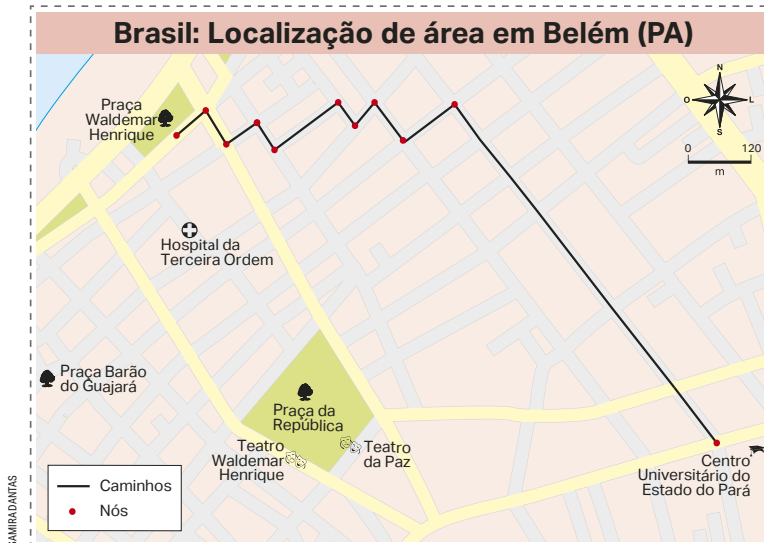 Brasil: Localização de área em Belém (PA)
Praça
Waldemar
Henrique
N
O
L
S
0
120
m
Hospital da
Terceira Ordem
Praça Barão
do Guajará
Praça da
República
Teatro
Waldemar
Henrique
Teatro
da Paz
Centro
Universitário do
Estado do Pará
Caminhos
Nós
SAMIRA DANTAS